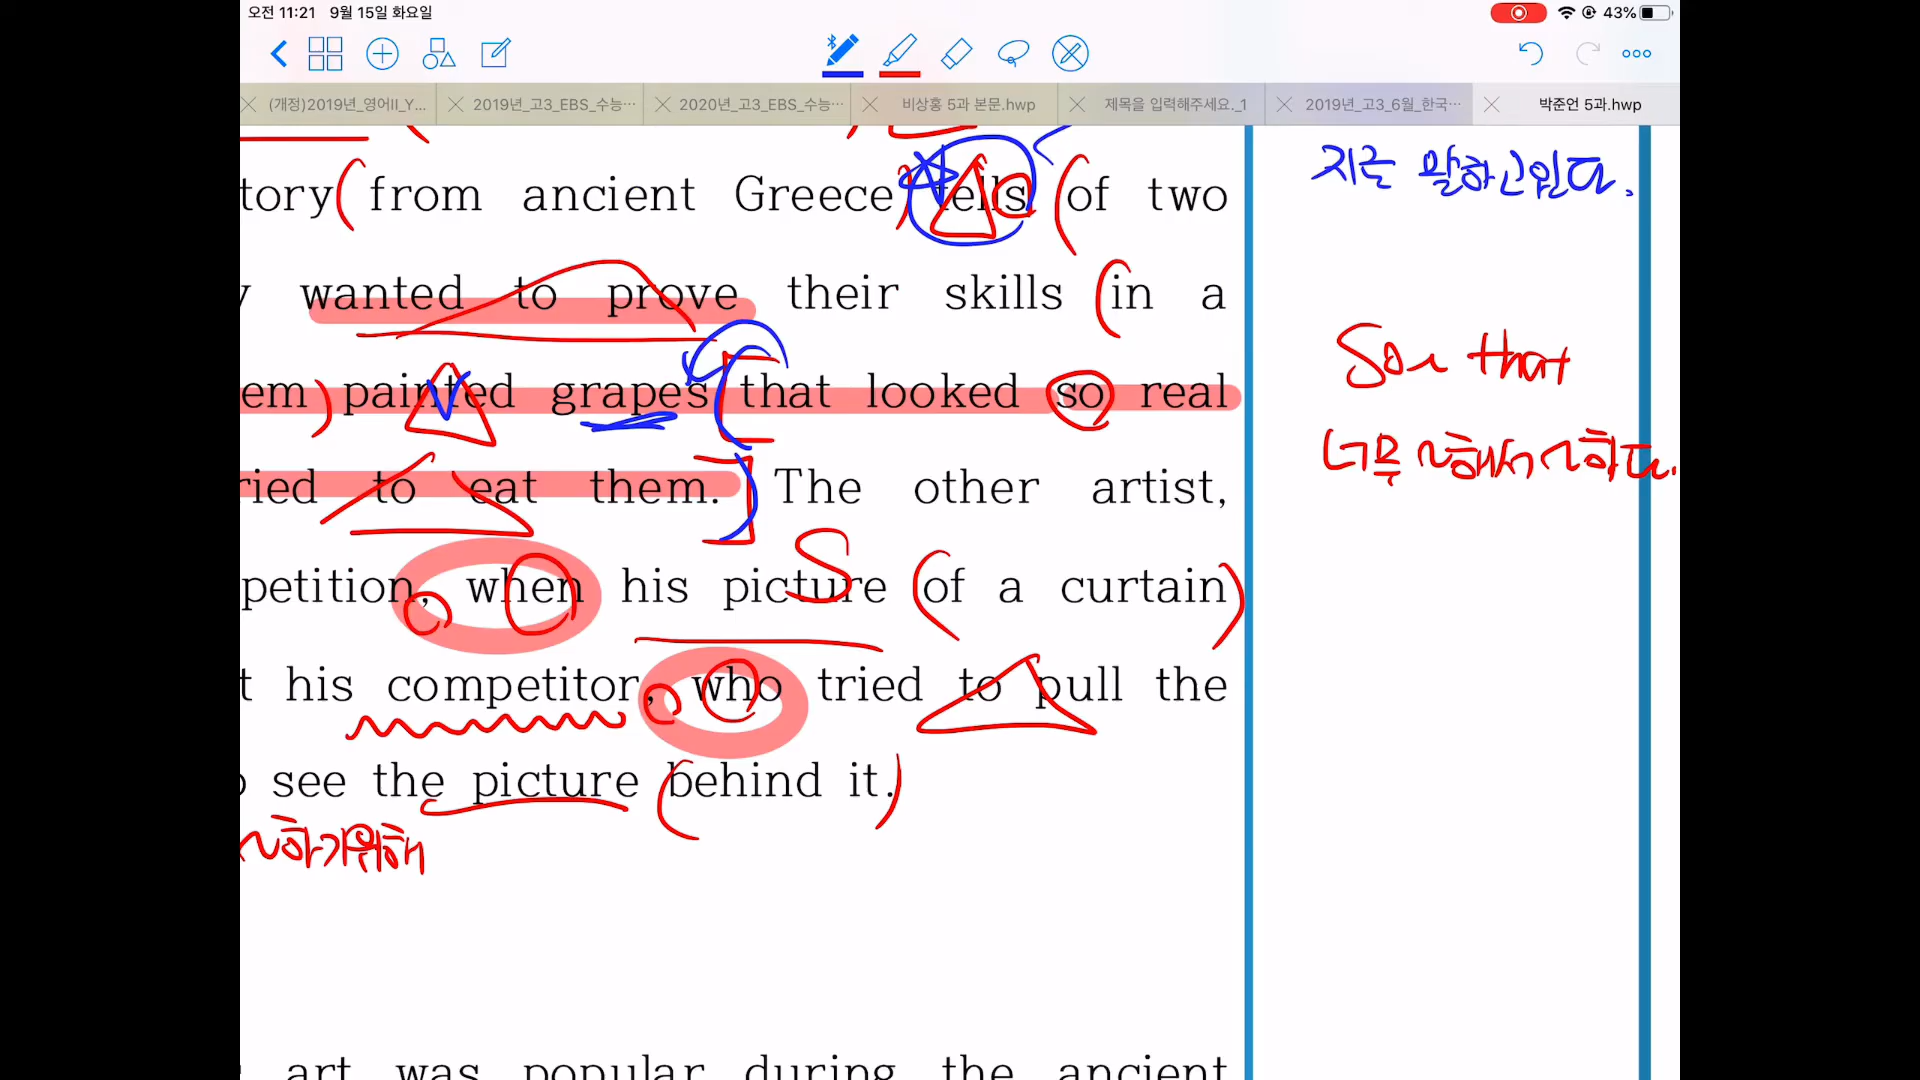 오전 11:21 9월 15일 화요일 43%
(개정)2019년_영어II_Y... 2019년_고3_EBS_수능... 2020년_고3_EBS_수능... 비상홍 5과 본문.hwp 제목을 입력해주세요._1 2019년_고3_6월_한국... 박준언 5과.hwp
tory from ancient Greece tells of two
지금 말하고있다.
y wanted to prove their skills in a
So~ that
em painted grapes that looked so real
너무 ~해서 ~하다.
ried to eat them. The other artist,
S
petition, when his picture of a curtain
t his competitor, who tried to pull the
o see the picture behind it.
~하기위해
art was popular during the ancient